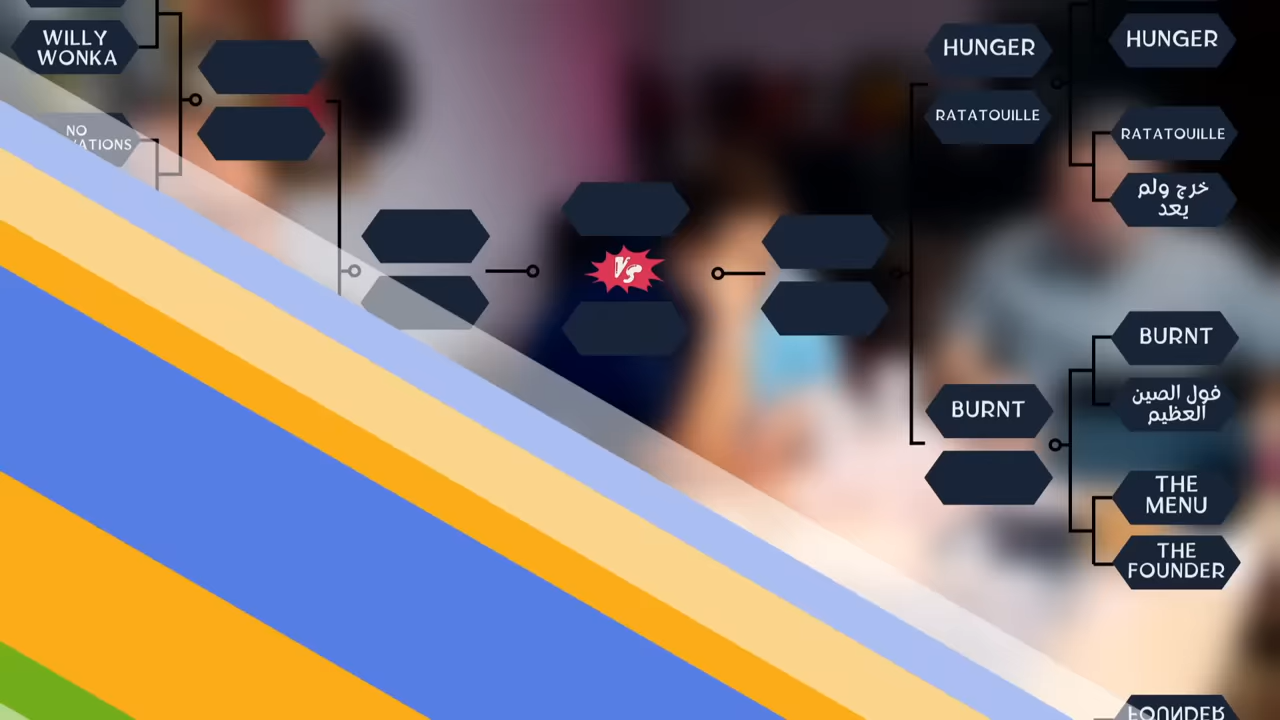 WILLY
WONKA
NO
HUNGER
RATATOUILLE
HUNGER
RATATOUILLE
خرج ولم
يعد
VS
BURNT
BURNT
فول الصين
العظيم
THE
MENU
THE
FOUNDER
FOUNDER